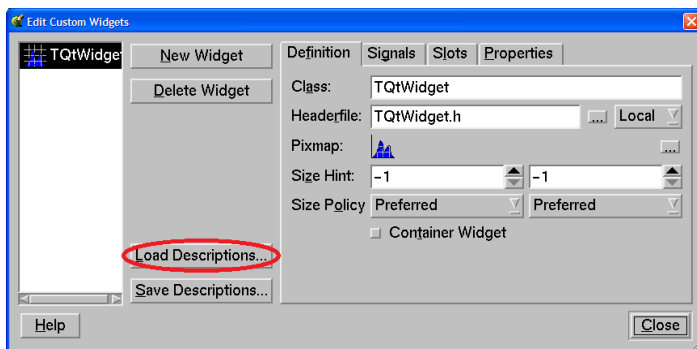 Edit Custom Widgets
TQtWidge
New Widget
Delete Widget
Load Descriptions...
Save Descriptions...
Definition Signals Slots Properties
Class: TQtWidget
Headerfile: TQtWidget.h ... Local
Pixmap: ...
Size Hint: -1 -1
Size Policy Preferred Preferred
Container Widget
Help Close